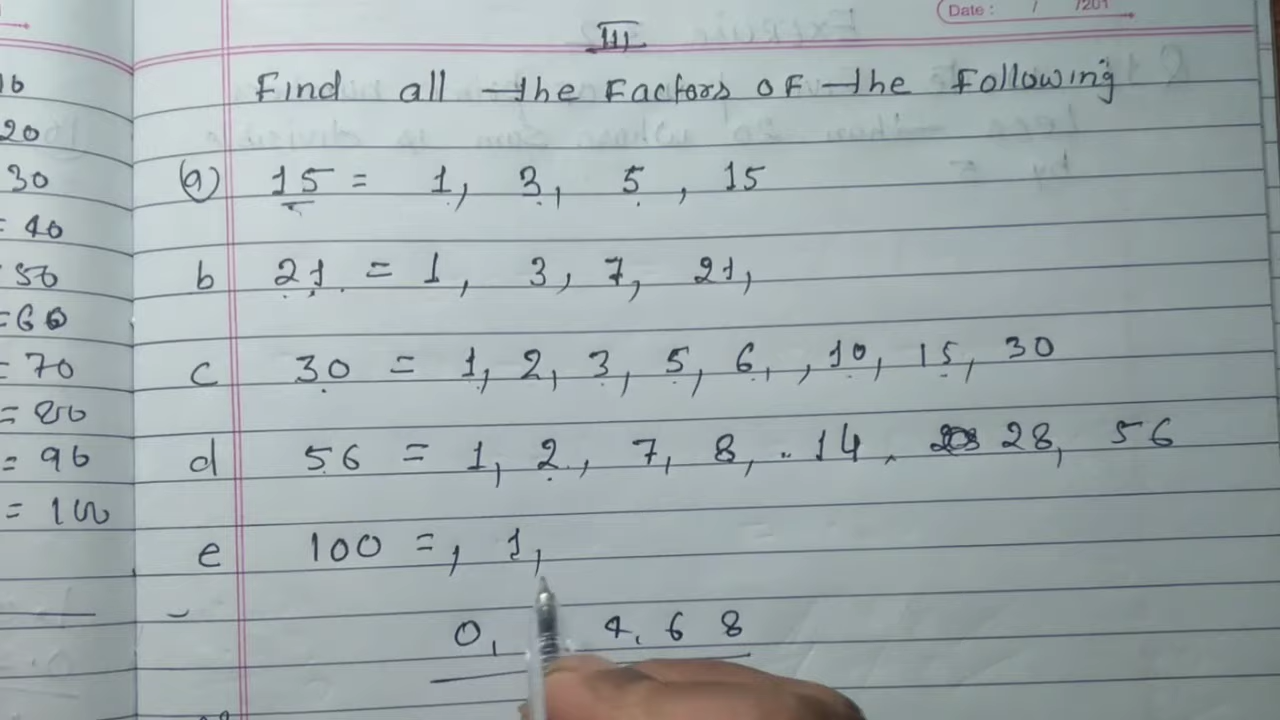 Date : / /201
III
Find all the Factors of the Following
16
20
30
= 40
50
= 60
= 70
= 80
= 90
= 100
(a) 15 = 1, 3, 5, 15
b 21 = 1, 3, 7, 21,
c 30 = 1, 2, 3, 5, 6, , 10, 15, 30
d 56 = 1, 2, 7, 8, .. 14, 28, 56
e 100 = , 1,
0, 4, 6 8